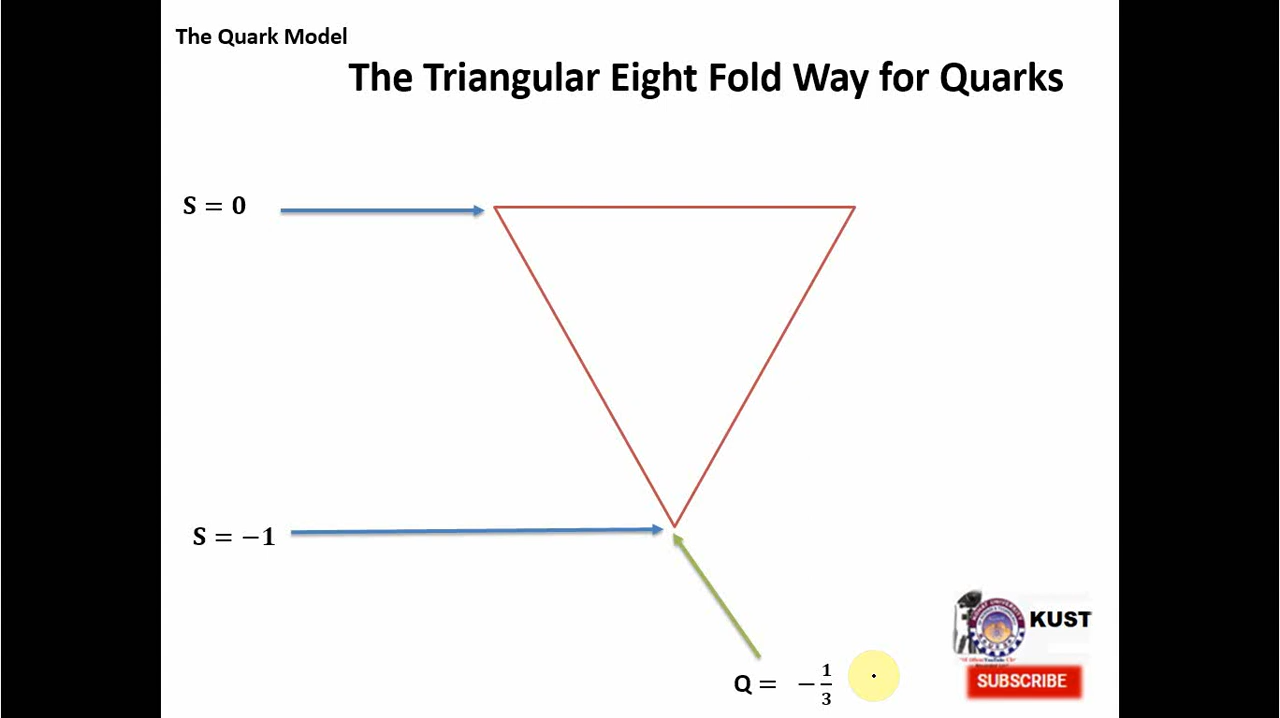 The Quark Model
The Triangular Eight Fold Way for Quarks
S = 0
S = −1
Q = −1/3
KUST
SUBSCRIBE